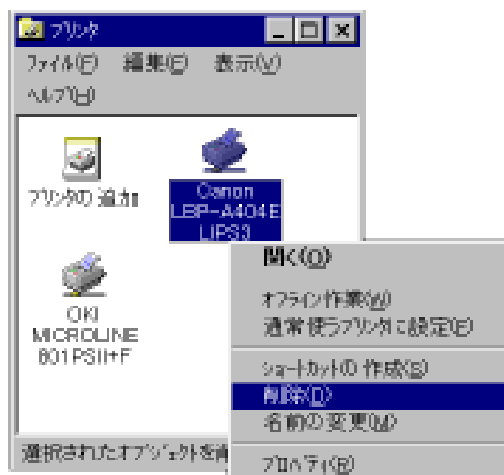 プリンタ
ファイル(F) 編集(E) 表示(V)
ヘルプ(H)
プリンタの追加
Canon
LBP-A404E
LIPS3
OKI
MICROLINE
801PSII+F
開く(O)
オフライン作業(W)
通常使うプリンタに設定(E)
ショートカットの作成(S)
削除(D)
名前の変更(M)
プロパティ(R)
選択されたオブジェクトを削